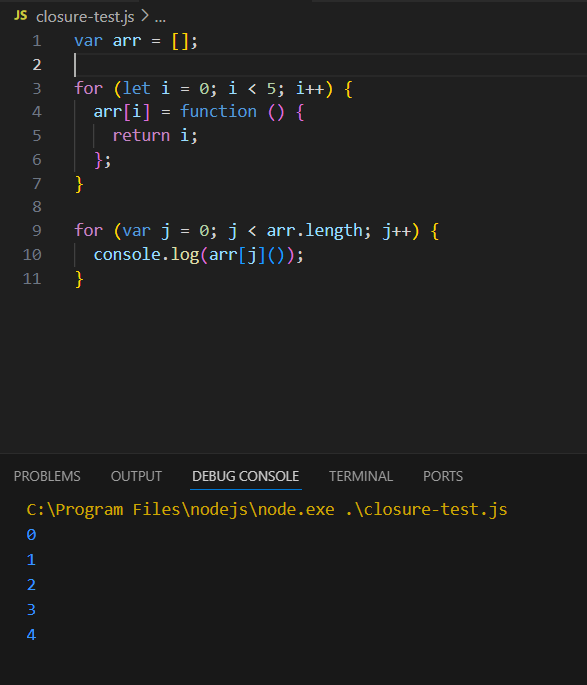 JS closure-test.js > ...
1 var arr = [];
2
3 for (let i = 0; i < 5; i++) {
4   arr[i] = function () {
5     return i;
6   };
7 }
8
9 for (var j = 0; j < arr.length; j++) {
10   console.log(arr[j]());
11 }
PROBLEMS OUTPUT DEBUG CONSOLE TERMINAL PORTS
C:\Program Files\nodejs\node.exe .\closure-test.js
0
1
2
3
4